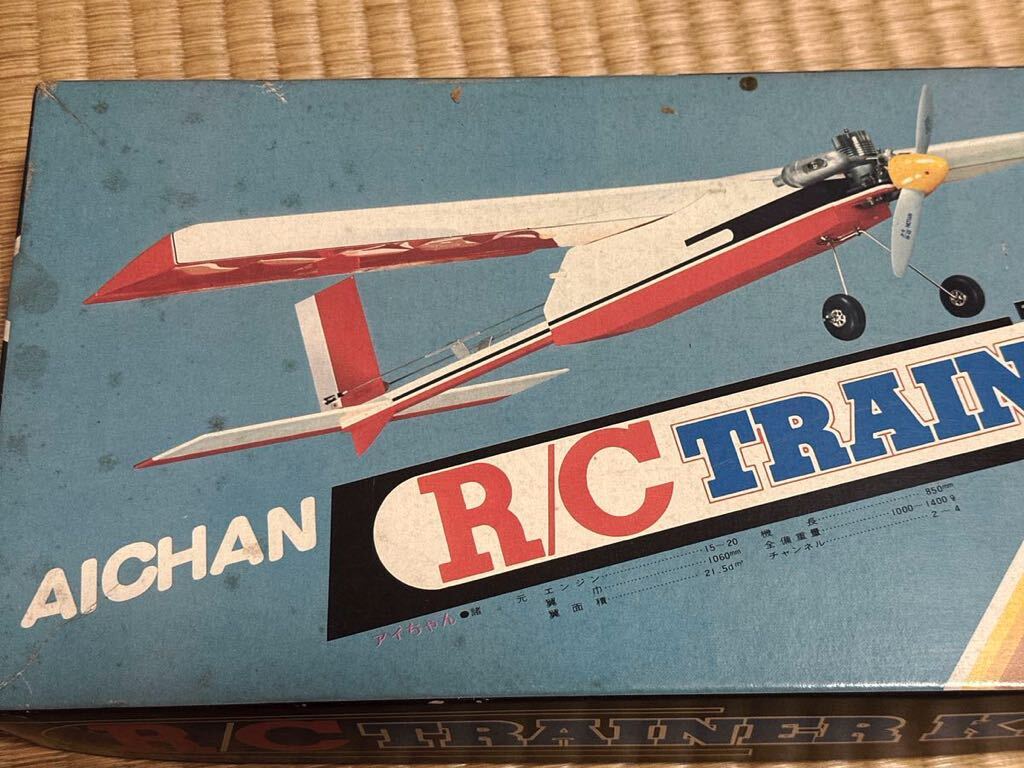 AICHAN
R/C TRAIN
アイちゃん ●諸元
エンジン 15〜20
翼巾 1060mm
翼面積 21.5d㎡
機長 850mm
全備重量 1000〜1400g
チャンネル 2〜4
R/C TRAINER K